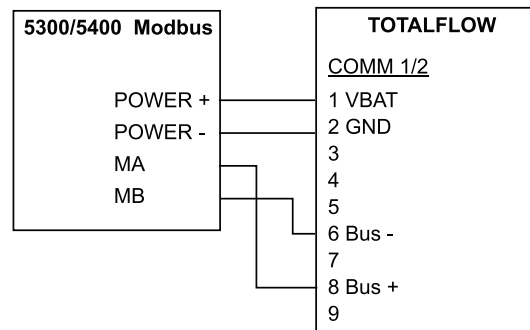 5300/5400 Modbus
POWER +
POWER -
MA
MB
TOTALFLOW
COMM 1/2
1 VBAT
2 GND
3
4
5
6 Bus -
7
8 Bus +
9